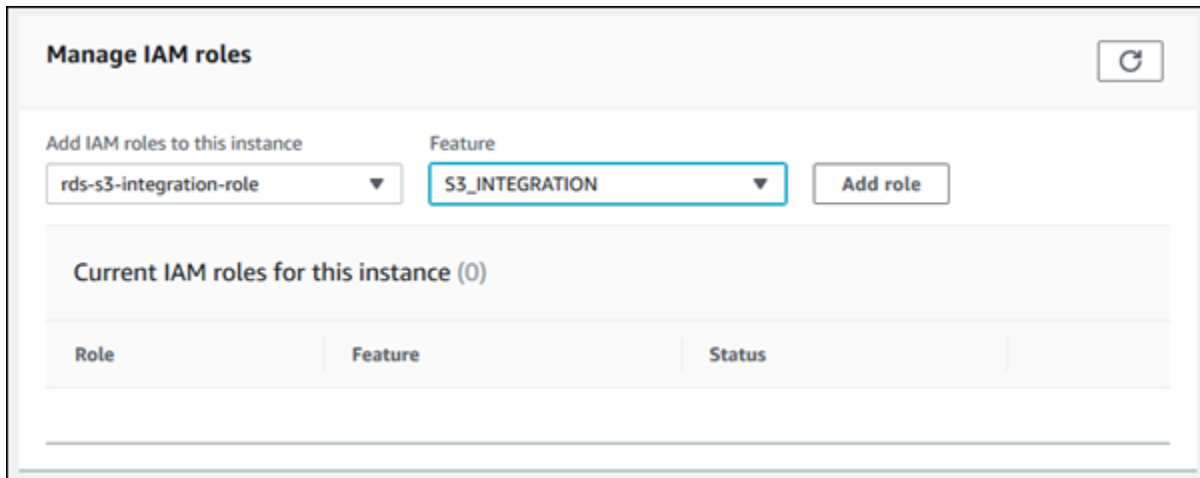 Manage IAM roles
Add IAM roles to this instance Feature
rds-s3-integration-role S3_INTEGRATION Add role
Current IAM roles for this instance (0)
Role Feature Status